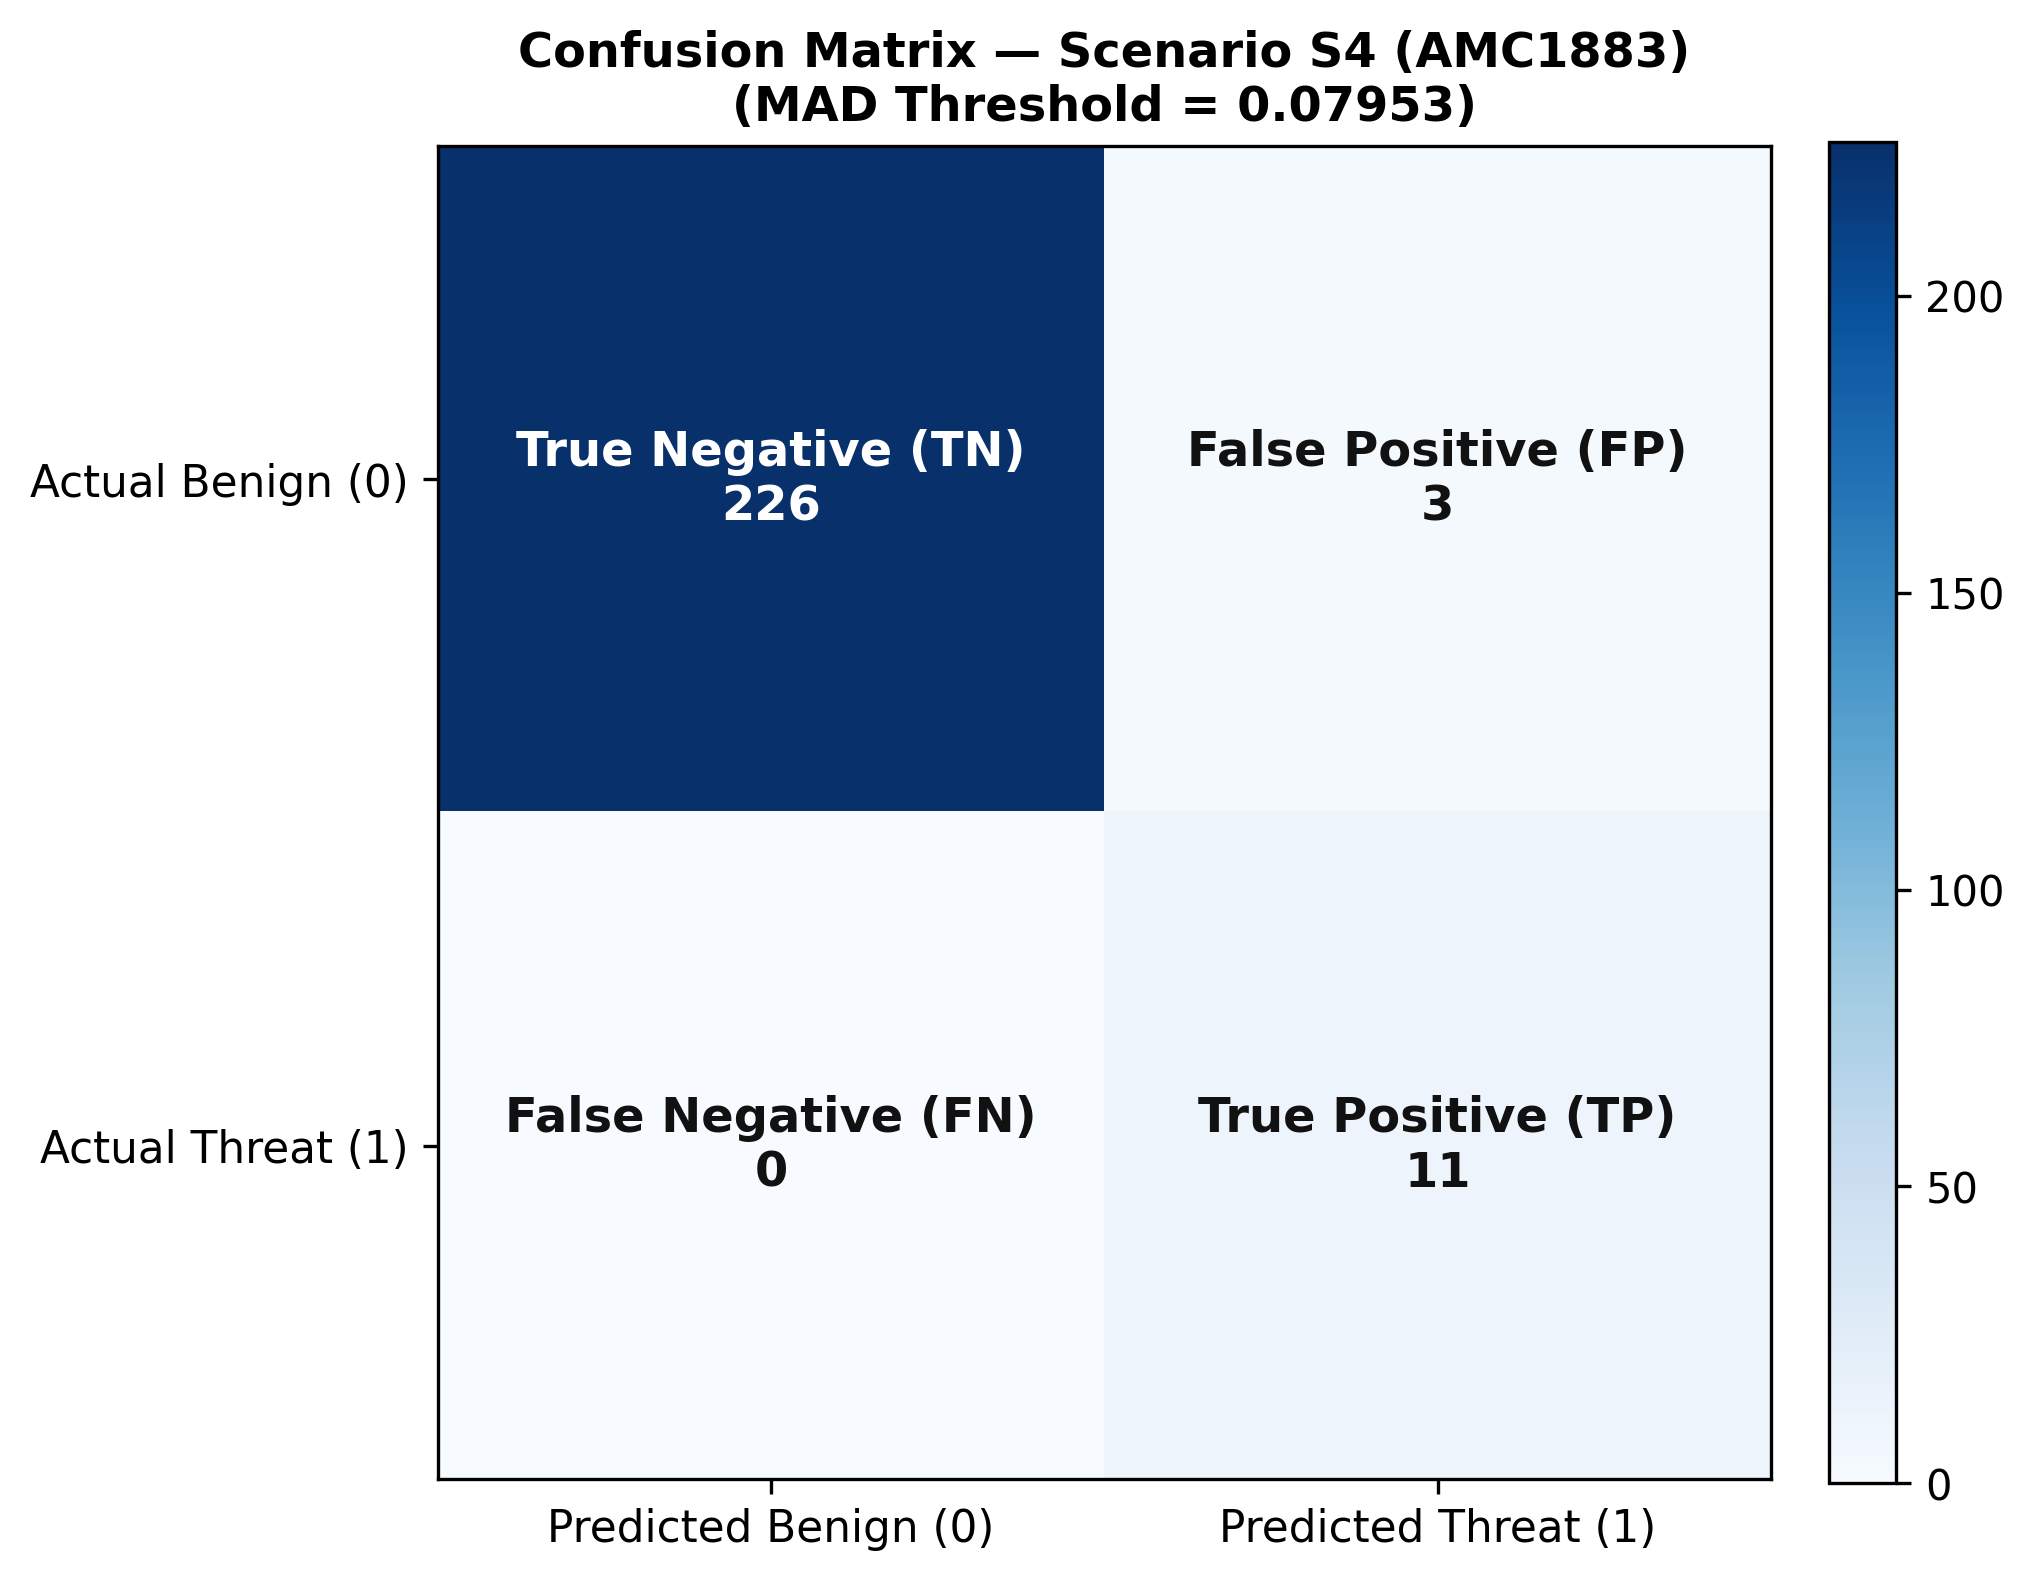 Confusion Matrix — Scenario S4 (AMC1883)
(MAD Threshold = 0.07953)
Actual Benign (0)
True Negative (TN)
226
False Positive (FP)
3
Actual Threat (1)
False Negative (FN)
0
True Positive (TP)
11
Predicted Benign (0)
Predicted Threat (1)
200
150
100
50
0